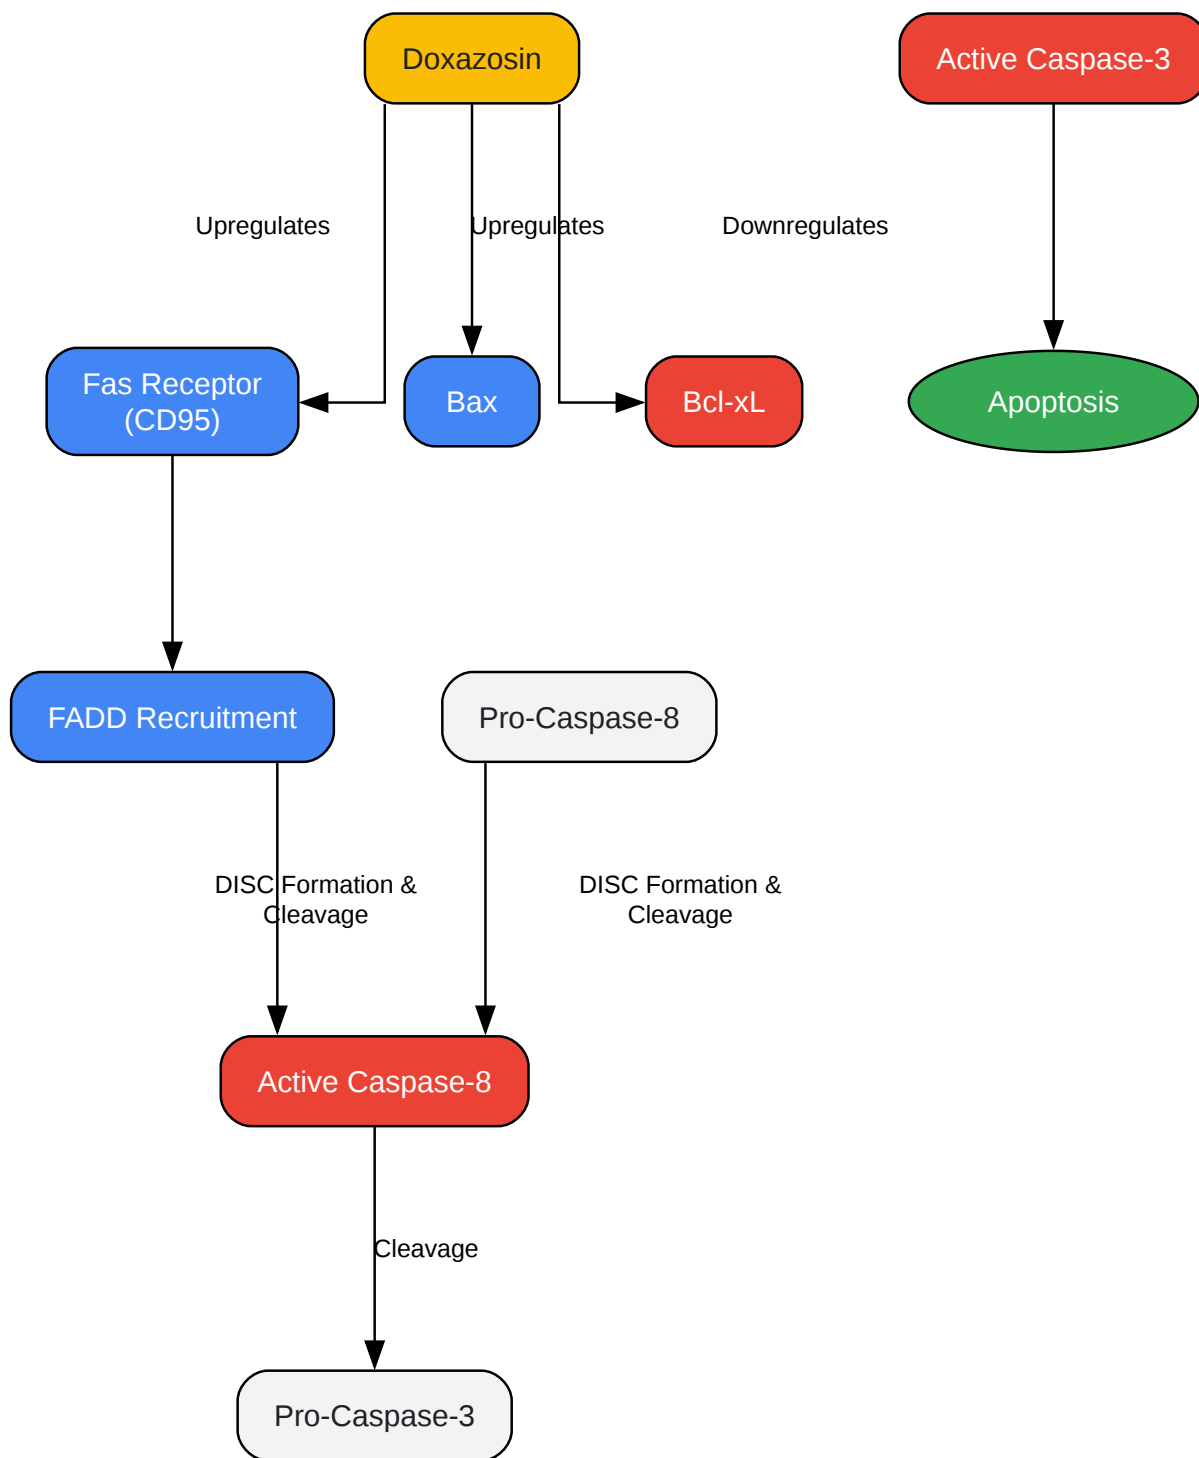 Doxazosin
Active Caspase-3
Upregulates
Upregulates
Downregulates
Fas Receptor
(CD95)
Bax
Bcl-xL
Apoptosis
FADD Recruitment
Pro-Caspase-8
DISC Formation &
Cleavage
DISC Formation &
Cleavage
Active Caspase-8
Cleavage
Pro-Caspase-3